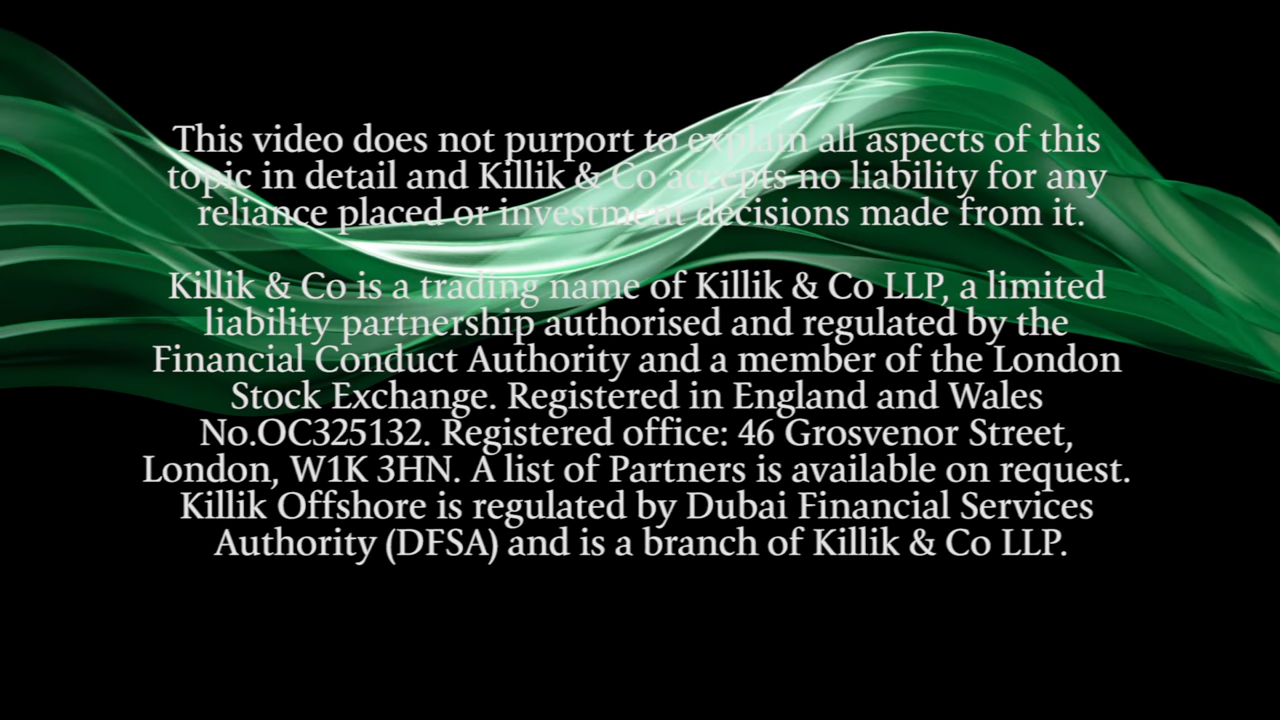 This video does not purport to explain all aspects of this
topic in detail and Killik & Co accepts no liability for any
reliance placed or investment decisions made from it.
Killik & Co is a trading name of Killik & Co LLP, a limited
liability partnership authorised and regulated by the
Financial Conduct Authority and a member of the London
Stock Exchange. Registered in England and Wales
No.OC325132. Registered office: 46 Grosvenor Street,
London, W1K 3HN. A list of Partners is available on request.
Killik Offshore is regulated by Dubai Financial Services
Authority (DFSA) and is a branch of Killik & Co LLP.